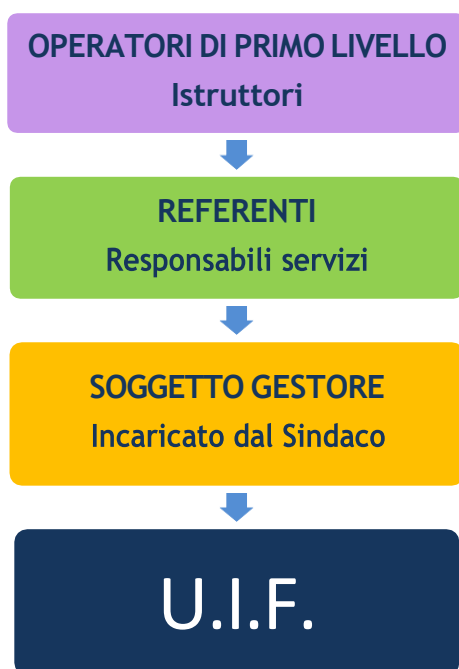 OPERATORI DI PRIMO LIVELLO
Istruttori
REFERENTI
Responsabili servizi
SOGGETTO GESTORE
Incaricato dal Sindaco
U.I.F.